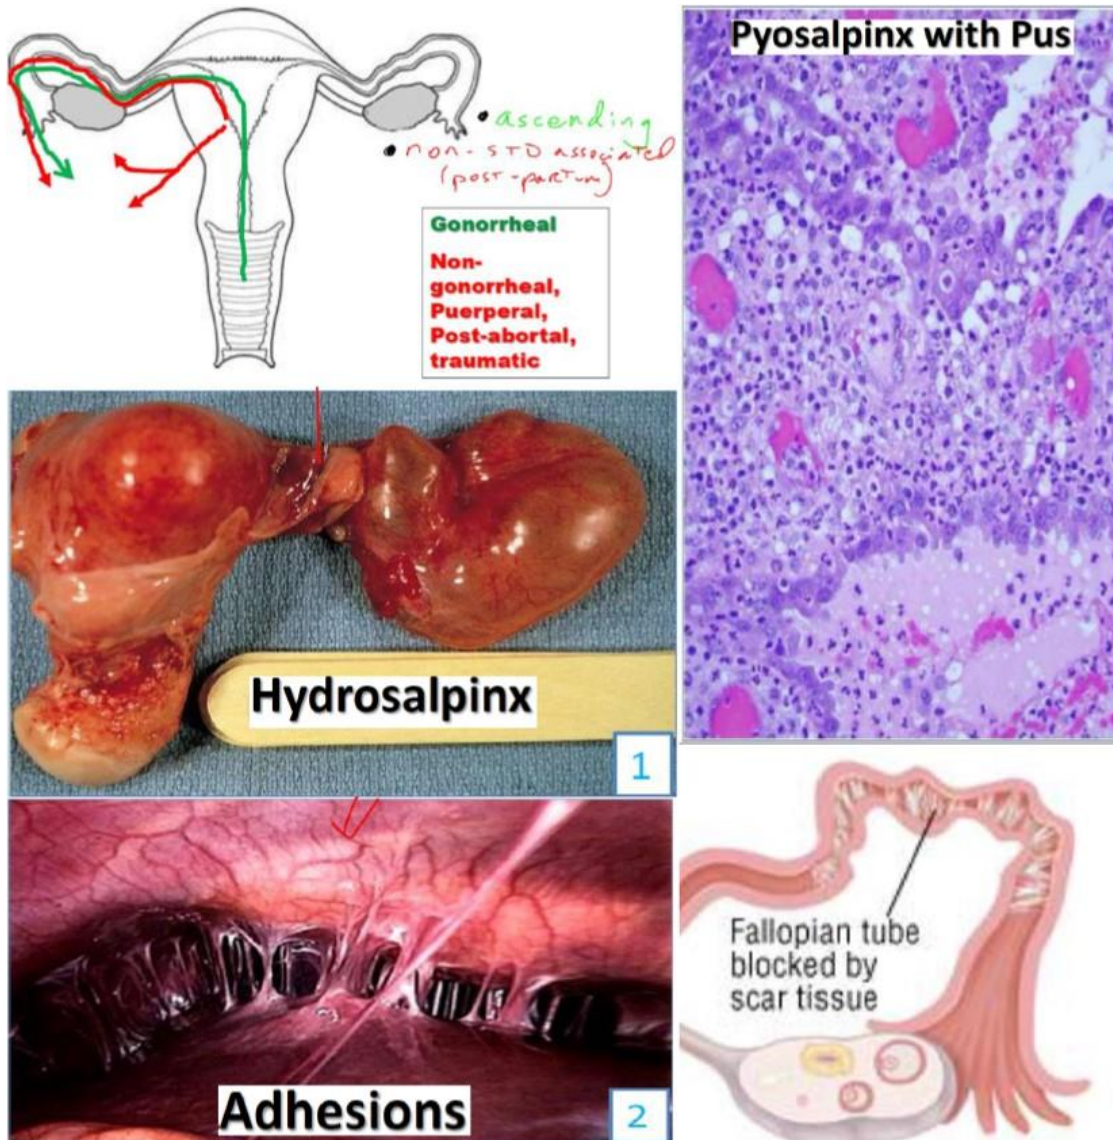 Pyosalpinx with Pus
• ascending
• non-STD associated
(post-partum)
Gonorrheal
Non-
gonorrheal,
Puerperal,
Post-abortal,
traumatic
Hydrosalpinx
1
Adhesions
2
Fallopian tube
blocked by
scar tissue